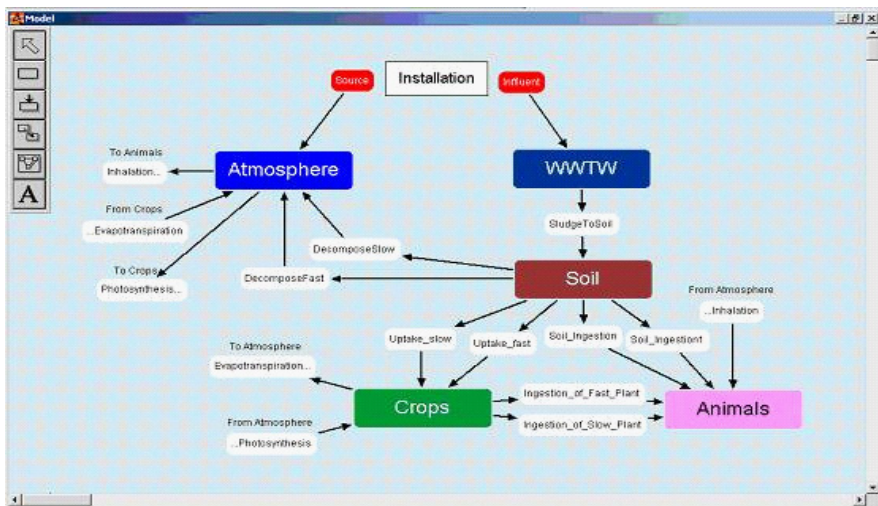 Model
Source
Installation
Influent
To Animals
Inhalation...
Atmosphere
WWTW
From Crops
...Evapotranspiration
SludgeToSoil
DecomposeSlow
To Crops
Photosynthesis...
DecomposeFast
Soil
From Atmosphere
...Inhalation
Uptake_slow
Uptake_fast
Soil_Ingestion
Soil_Ingestion1
To Atmosphere
Evapotranspiration...
Crops
Ingestion_of_Fast_Plant
Animals
From Atmosphere
...Photosynthesis
Ingestion_of_Slow_Plant
A